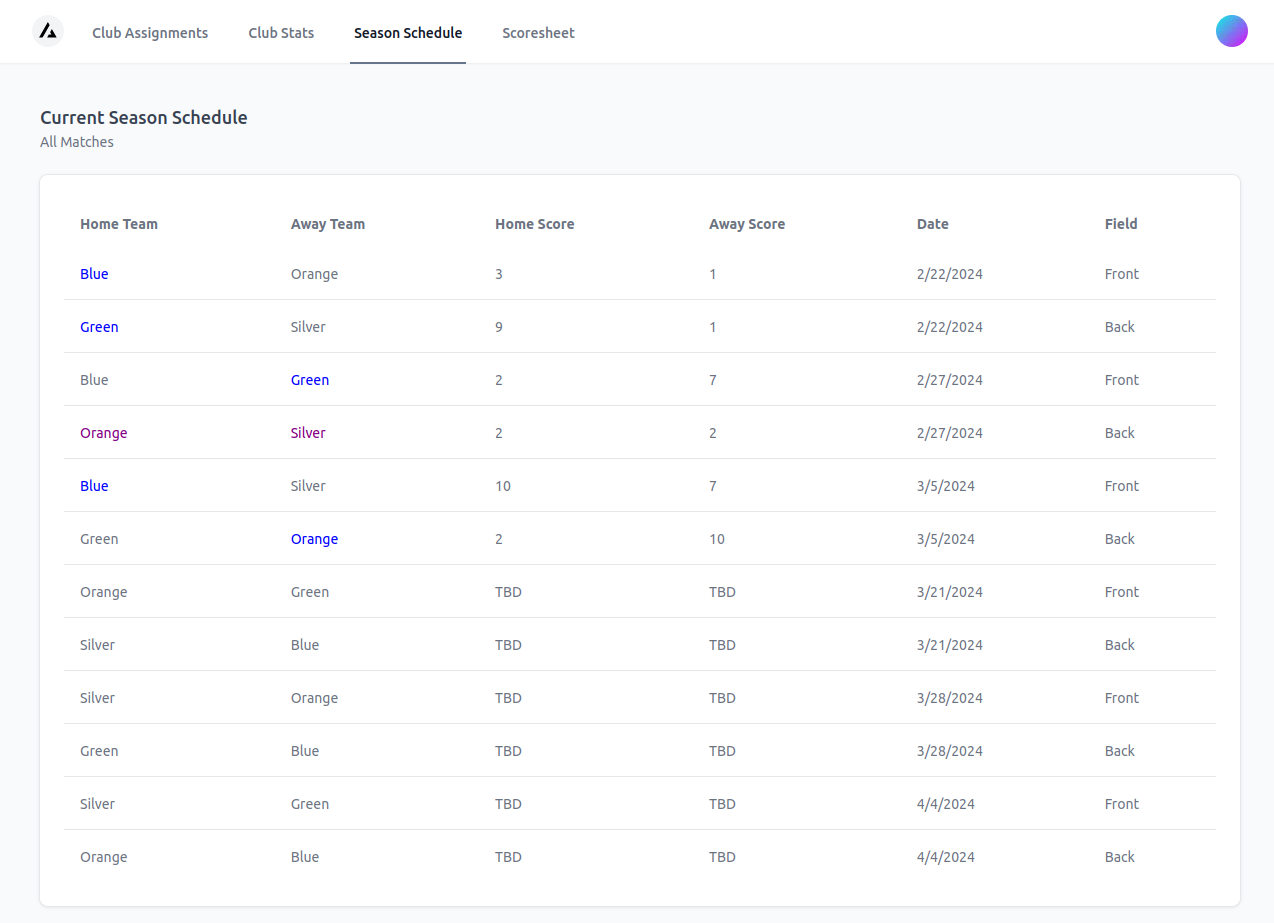 Club Assignments Club Stats Season Schedule Scoresheet
Current Season Schedule
All Matches
Home Team Away Team Home Score Away Score Date Field
Blue Orange 3 1 2/22/2024 Front
Green Silver 9 1 2/22/2024 Back
Blue Green 2 7 2/27/2024 Front
Orange Silver 2 2 2/27/2024 Back
Blue Silver 10 7 3/5/2024 Front
Green Orange 2 10 3/5/2024 Back
Orange Green TBD TBD 3/21/2024 Front
Silver Blue TBD TBD 3/21/2024 Back
Silver Orange TBD TBD 3/28/2024 Front
Green Blue TBD TBD 3/28/2024 Back
Silver Green TBD TBD 4/4/2024 Front
Orange Blue TBD TBD 4/4/2024 Back